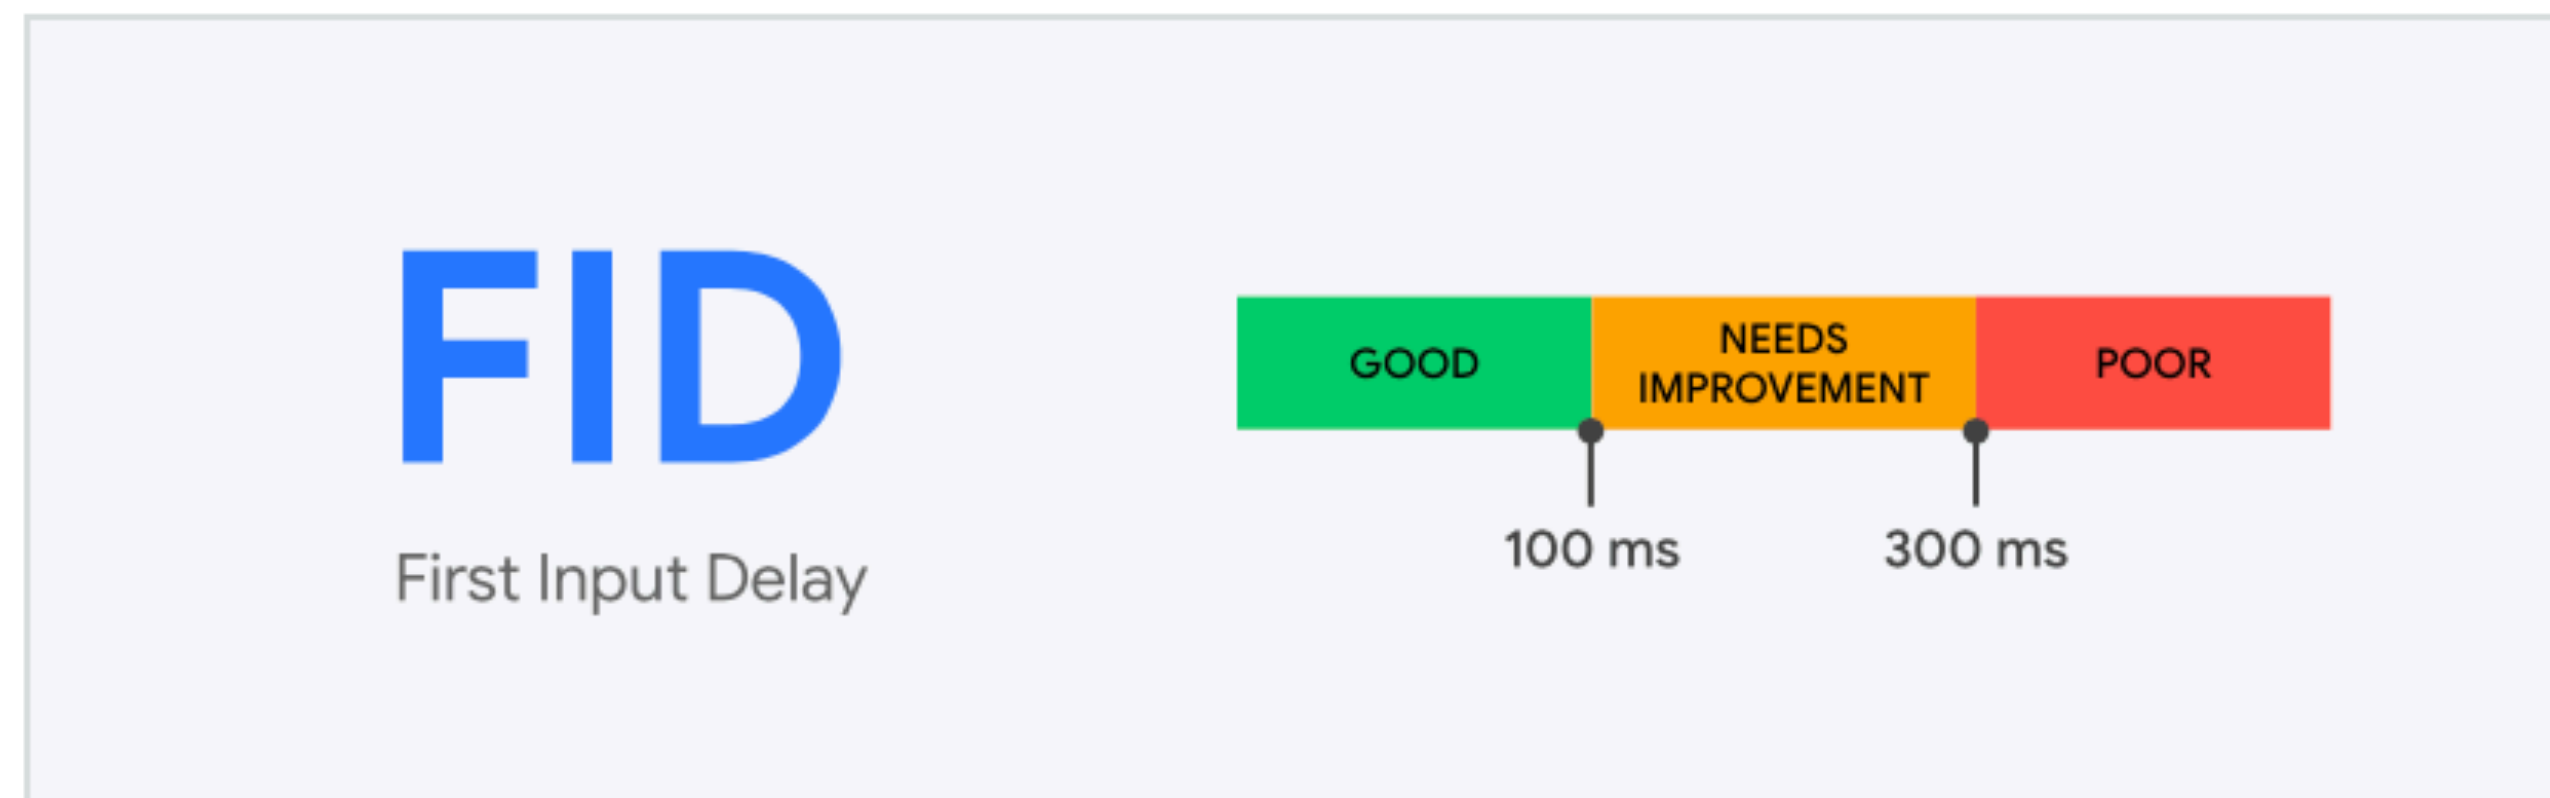 FID
First Input Delay
GOOD
NEEDS
IMPROVEMENT
POOR
100 ms
300 ms